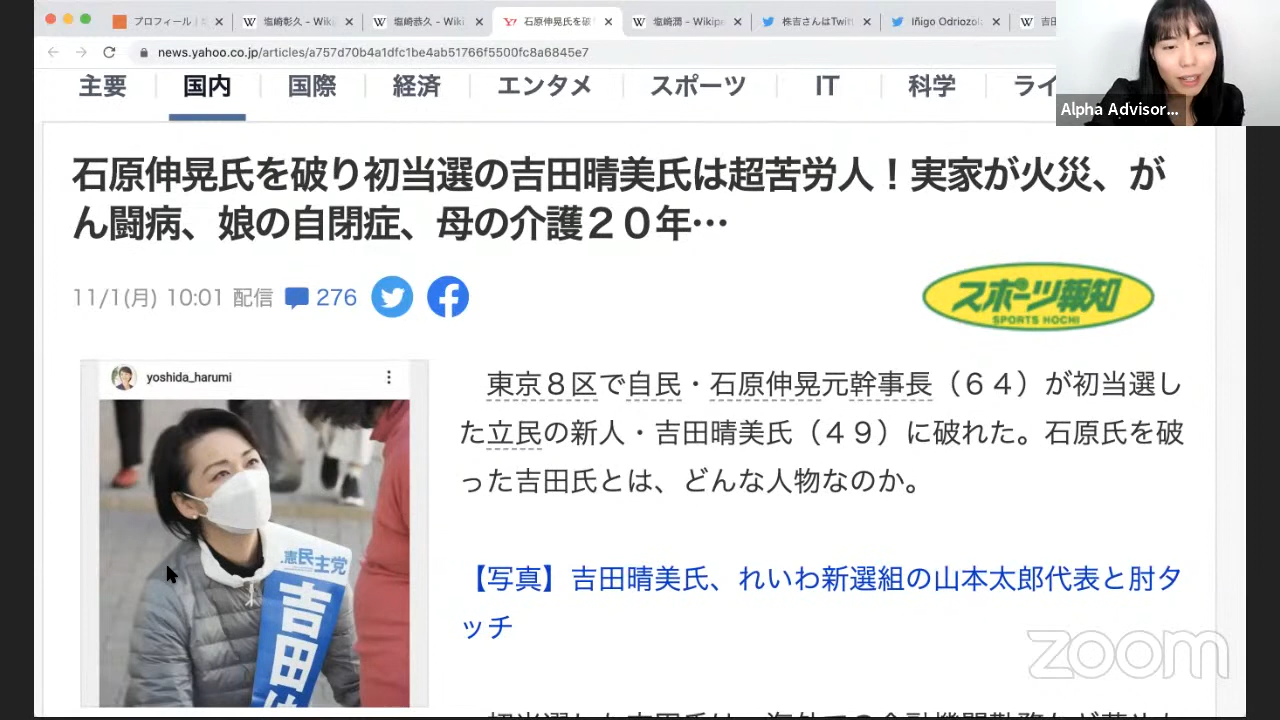 プロフィール
塩崎彰久 - Wiki
塩崎恭久 - Wiki
石原伸晃氏を破
塩崎潤 - Wikipe
株吉さんはTwit
Iñigo Odriozol
吉田
news.yahoo.co.jp/articles/a757d70b4a1dfc1be4ab51766f5500fc8a6845e7
主要 国内 国際 経済 エンタメ スポーツ IT 科学 ライ
Alpha Advisor...
石原伸晃氏を破り初当選の吉田晴美氏は超苦労人！実家が火災、が
ん闘病、娘の自閉症、母の介護２０年…
11/1(月) 10:01 配信 276
スポーツ報知
SPORTS HOCHI
yoshida_harumi
憲民主党
吉田
東京８区で自民・石原伸晃元幹事長（６４）が初当選し
た立民の新人・吉田晴美氏（４９）に破れた。石原氏を破
った吉田氏とは、どんな人物なのか。
【写真】吉田晴美氏、れいわ新選組の山本太郎代表と肘タ
ッチ
zoom